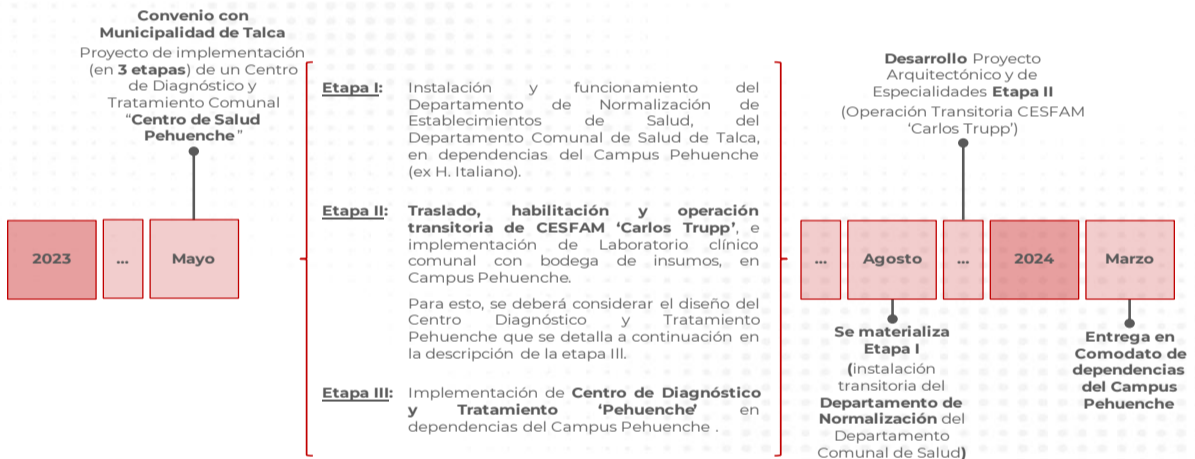 Convenio con
Municipalidad de Talca
Proyecto de implementación
(en 3 etapas) de un Centro
de Diagnóstico y
Tratamiento Comunal
“Centro de Salud
Pehuenche”
2023
...
Mayo
Etapa I:
Instalación y funcionamiento del
Departamento de Normalización de
Establecimientos de Salud, del
Departamento Comunal de Salud de Talca,
en dependencias del Campus Pehuenche
(ex H. Italiano).
Etapa II:
Traslado, habilitación y operación
transitoria de CESFAM ‘Carlos Trupp’, e
implementación de Laboratorio clínico
comunal con bodega de insumos, en
Campus Pehuenche.
Para esto, se deberá considerar el diseño del
Centro Diagnóstico y Tratamiento
Pehuenche que se detalla a continuación en
la descripción de la etapa III.
Etapa III:
Implementación de Centro de Diagnóstico
y Tratamiento ‘Pehuenche’ en
dependencias del Campus Pehuenche .
Desarrollo Proyecto
Arquitectónico y de
Especialidades Etapa II
(Operación Transitoria CESFAM
‘Carlos Trupp’)
...
Agosto
...
2024
Marzo
Se materializa
Etapa I
(instalación
transitoria del
Departamento de
Normalización del
Departamento
Comunal de Salud)
Entrega en
Comodato de
dependencias
del Campus
Pehuenche